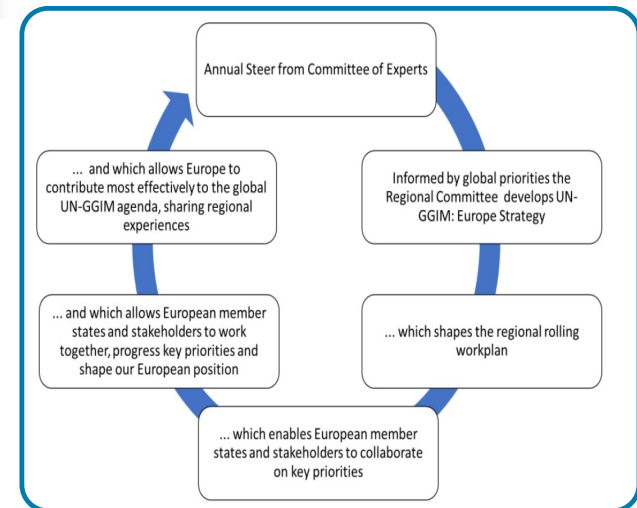 Annual Steer from Committee of Experts
Informed by global priorities the
Regional Committee develops UN-
GGIM: Europe Strategy
... which shapes the regional rolling
workplan
... which enables European member
states and stakeholders to collaborate
on key priorities
... and which allows European member
states and stakeholders to work
together, progress key priorities and
shape our European position
... and which allows Europe to
contribute most effectively to the global
UN-GGIM agenda, sharing regional
experiences